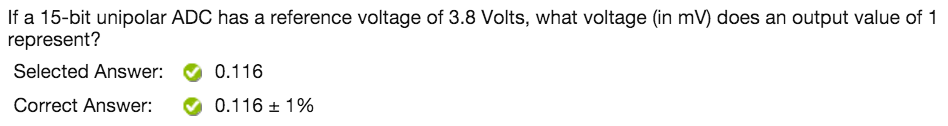 If a 15-bit unipolar ADC has a reference voltage of 3.8 Volts, what voltage (in mV) does an output value of 1
represent?
Selected Answer: 0.116
Correct Answer: 0.116 ± 1%